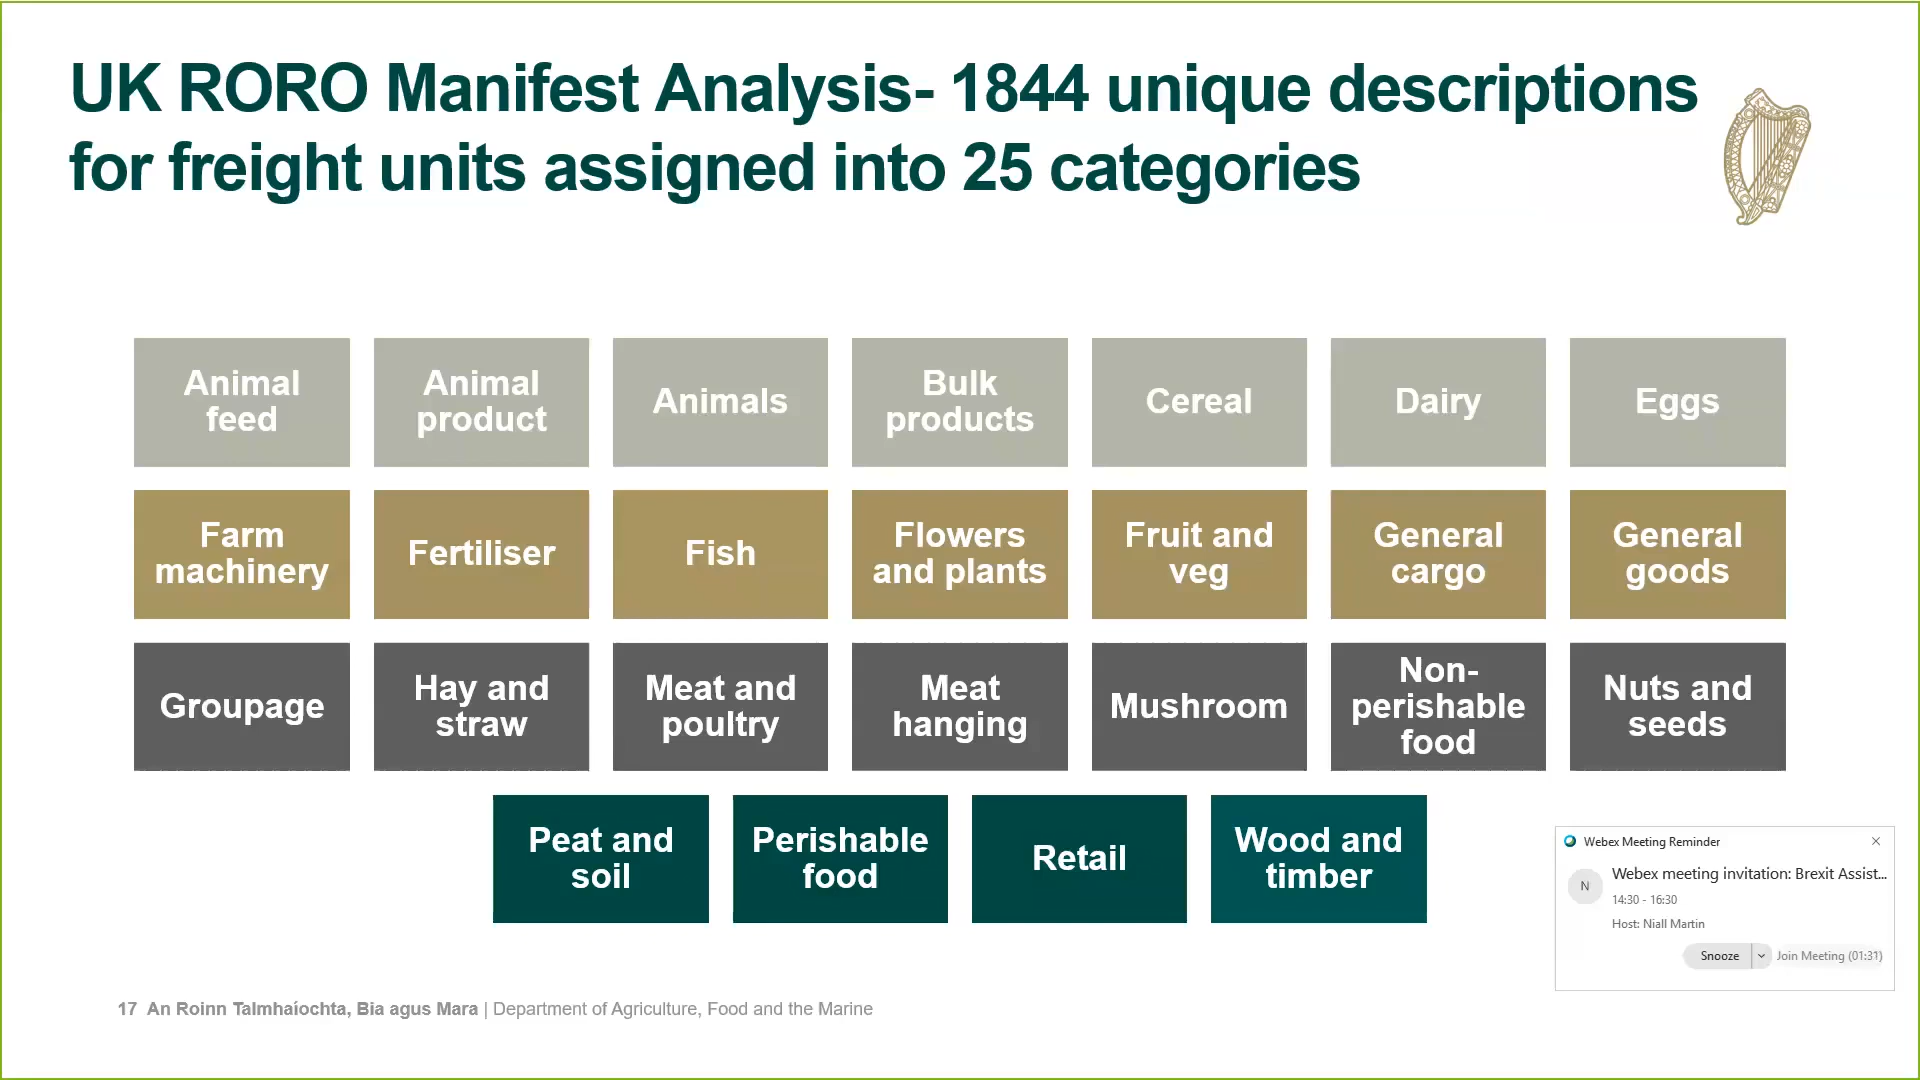 UK RORO Manifest Analysis- 1844 unique descriptions
for freight units assigned into 25 categories
Animal
feed
Animal
product
Animals
Bulk
products
Cereal
Dairy
Eggs
Farm
machinery
Fertiliser
Fish
Flowers
and plants
Fruit and
veg
General
cargo
General
goods
Groupage
Hay and
straw
Meat and
poultry
Meat
hanging
Mushroom
Non-
perishable
food
Nuts and
seeds
Peat and
soil
Perishable
food
Retail
Wood and
timber
Webex Meeting Reminder
N
Webex meeting invitation: Brexit Assist...
14:30 - 16:30
Host: Niall Martin
Snooze
Join Meeting (01:31)
17 An Roinn Talmhaíochta, Bia agus Mara | Department of Agriculture, Food and the Marine